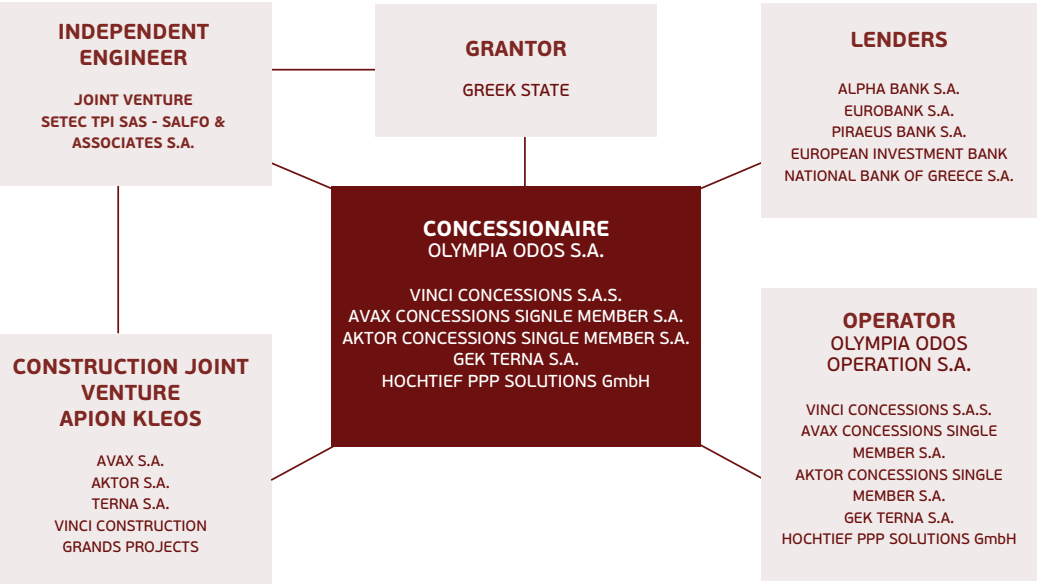 INDEPENDENT
ENGINEER
JOINT VENTURE
SETEC TPI SAS - SALFO &
ASSOCIATES S.A.
GRANTOR
GREEK STATE
LENDERS
ALPHA BANK S.A.
EUROBANK S.A.
PIRAEUS BANK S.A.
EUROPEAN INVESTMENT BANK
NATIONAL BANK OF GREECE S.A.
CONCESSIONAIRE
OLYMPIA ODOS S.A.
VINCI CONCESSIONS S.A.S.
AVAX CONCESSIONS SIGNLE MEMBER S.A.
AKTOR CONCESSIONS SINGLE MEMBER S.A.
GEK TERNA S.A.
HOCHTIEF PPP SOLUTIONS GmbH
CONSTRUCTION JOINT
VENTURE
APION KLEOS
AVAX S.A.
AKTOR S.A.
TERNA S.A.
VINCI CONSTRUCTION
GRANDS PROJECTS
OPERATOR
OLYMPIA ODOS
OPERATION S.A.
VINCI CONCESSIONS S.A.S.
AVAX CONCESSIONS SINGLE
MEMBER S.A.
AKTOR CONCESSIONS SINGLE
MEMBER S.A.
GEK TERNA S.A.
HOCHTIEF PPP SOLUTIONS GmbH